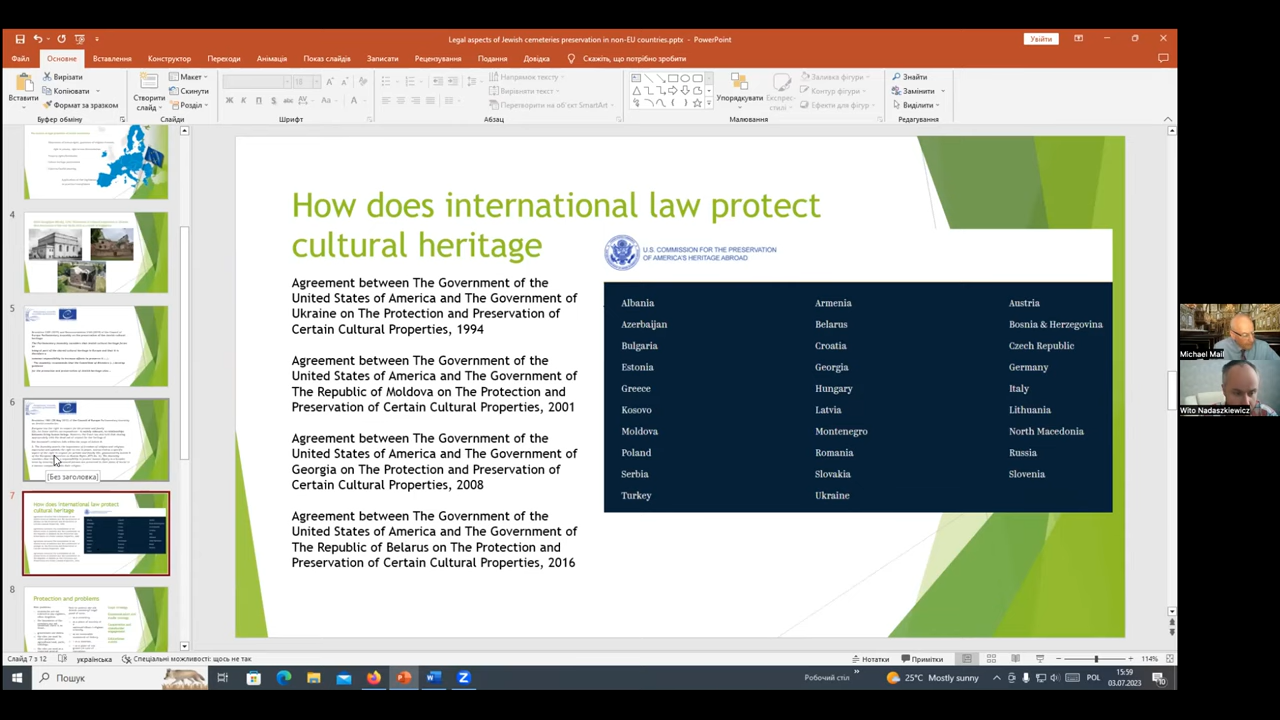 Legal aspects of Jewish cemeteries preservation in non-EU countries.pptx - PowerPoint
Увійти
Файл
Основне
Вставлення
Конструктор
Переходи
Анімація
Показ слайдів
Записати
Рецензування
Подання
Довідка
Скажіть, що потрібно зробити
Вставити
Вирізати
Копіювати
Формат за зразком
Буфер обміну
Створити слайд
Макет
Скинути
Розділ
Слайди
18
Шрифт
Напрямок тексту
Вирівняти текст
Перетворити на об'єкт SmartArt
Абзац
Упорядкувати
Експрес-стилі
Заливка фігури
Контур фігури
Ефекти для фігур
Малювання
Знайти
Замінити
Виділити
Редагування
4
5
6
[Без заголовка]
7
How does international law protect
cultural heritage
8
Protection and problems
How does international law protect
cultural heritage
Agreement between The Government of the
United States of America and The Government of
Ukraine on The Protection and Preservation of
Certain Cultural Properties, 1994
Agreement between The Government of the
United States of America and The Government of
The Republic of Moldova on The Protection and
Preservation of Certain Cultural Properties, 2001
Agreement between The Government of the
United States of America and The Government of
Georgia on The Protection and Preservation of
Certain Cultural Properties, 2008
Agreement between The Government of the
United States of America and The Government of
The Republic of Belarus on The Protection and
Preservation of Certain Cultural Properties, 2016
U.S. COMMISSION FOR THE PRESERVATION
OF AMERICA'S HERITAGE ABROAD
Albania Armenia Austria
Azerbaijan Belarus Bosnia & Herzegovina
Bulgaria Croatia Czech Republic
Estonia Georgia Germany
Greece Hungary Italy
Kosovo Latvia Lithuania
Moldova Montenegro North Macedonia
Poland Romania Russia
Serbia Slovakia Slovenia
Turkey Ukraine
Michael Mail
Wito Nadaszkiewicz
Слайд 7 з 12
українська
Спеціальні можливості: щось не так
Нотатки
Примітки
114%
Пошук
Робочий стіл
25°C Mostly sunny
POL
15:59
03.07.2023
10